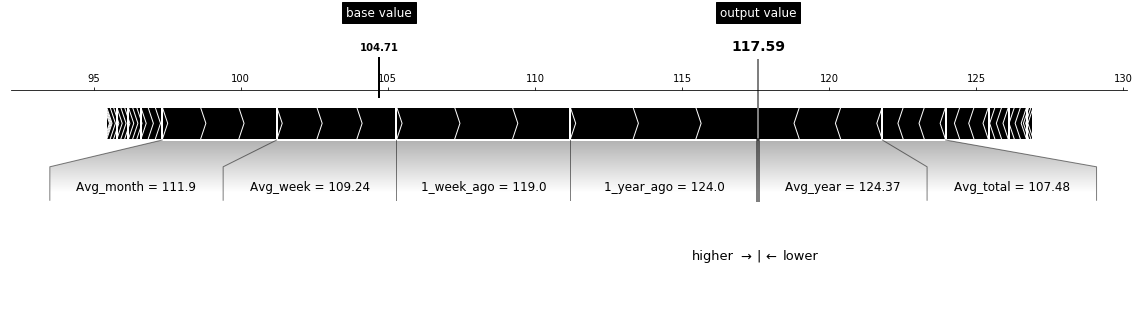 base value output value
104.71 117.59
95 100 105 110 115 120 125 130
Avg_month = 111.9 Avg_week = 109.24 1_week_ago = 119.0 1_year_ago = 124.0 Avg_year = 124.37 Avg_total = 107.48
higher → | ← lower